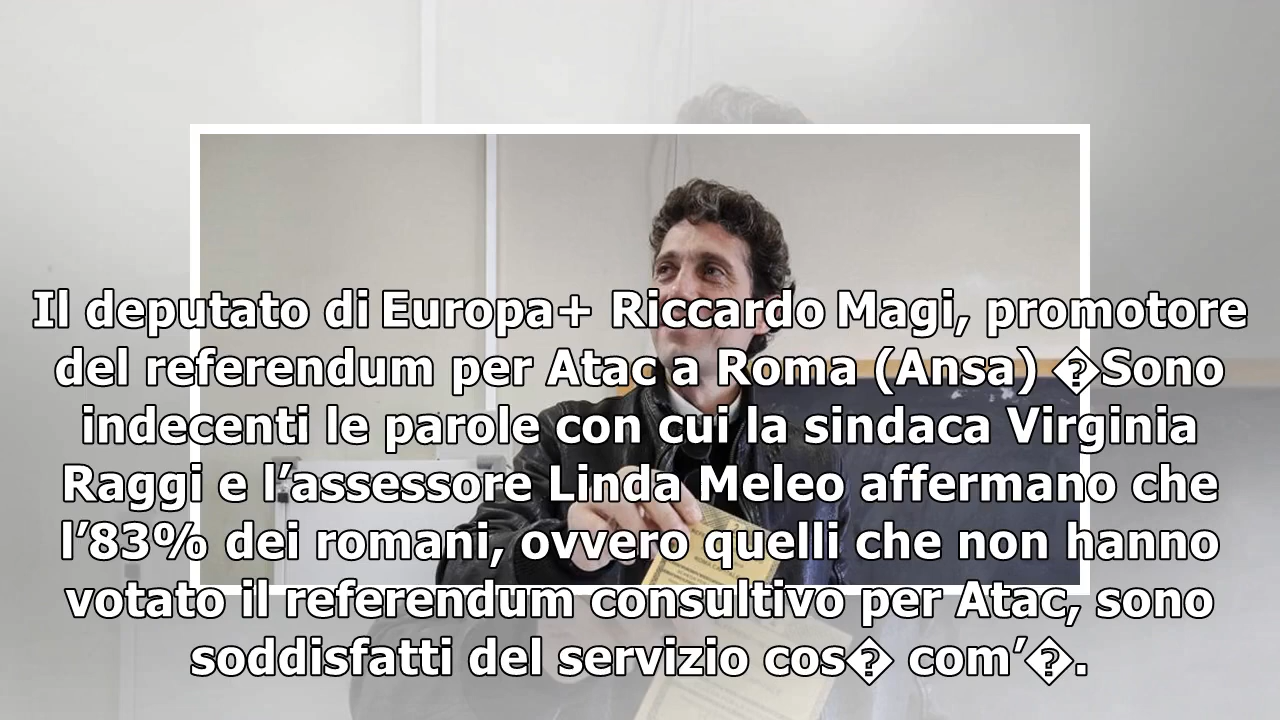 Il deputato di Europa+ Riccardo Magi, promotore
del referendum per Atac a Roma (Ansa) �Sono
indecenti le parole con cui la sindaca Virginia
Raggi e l’assessore Linda Meleo affermano che
l’83% dei romani, ovvero quelli che non hanno
votato il referendum consultivo per Atac, sono
soddisfatti del servizio cos� com’�.